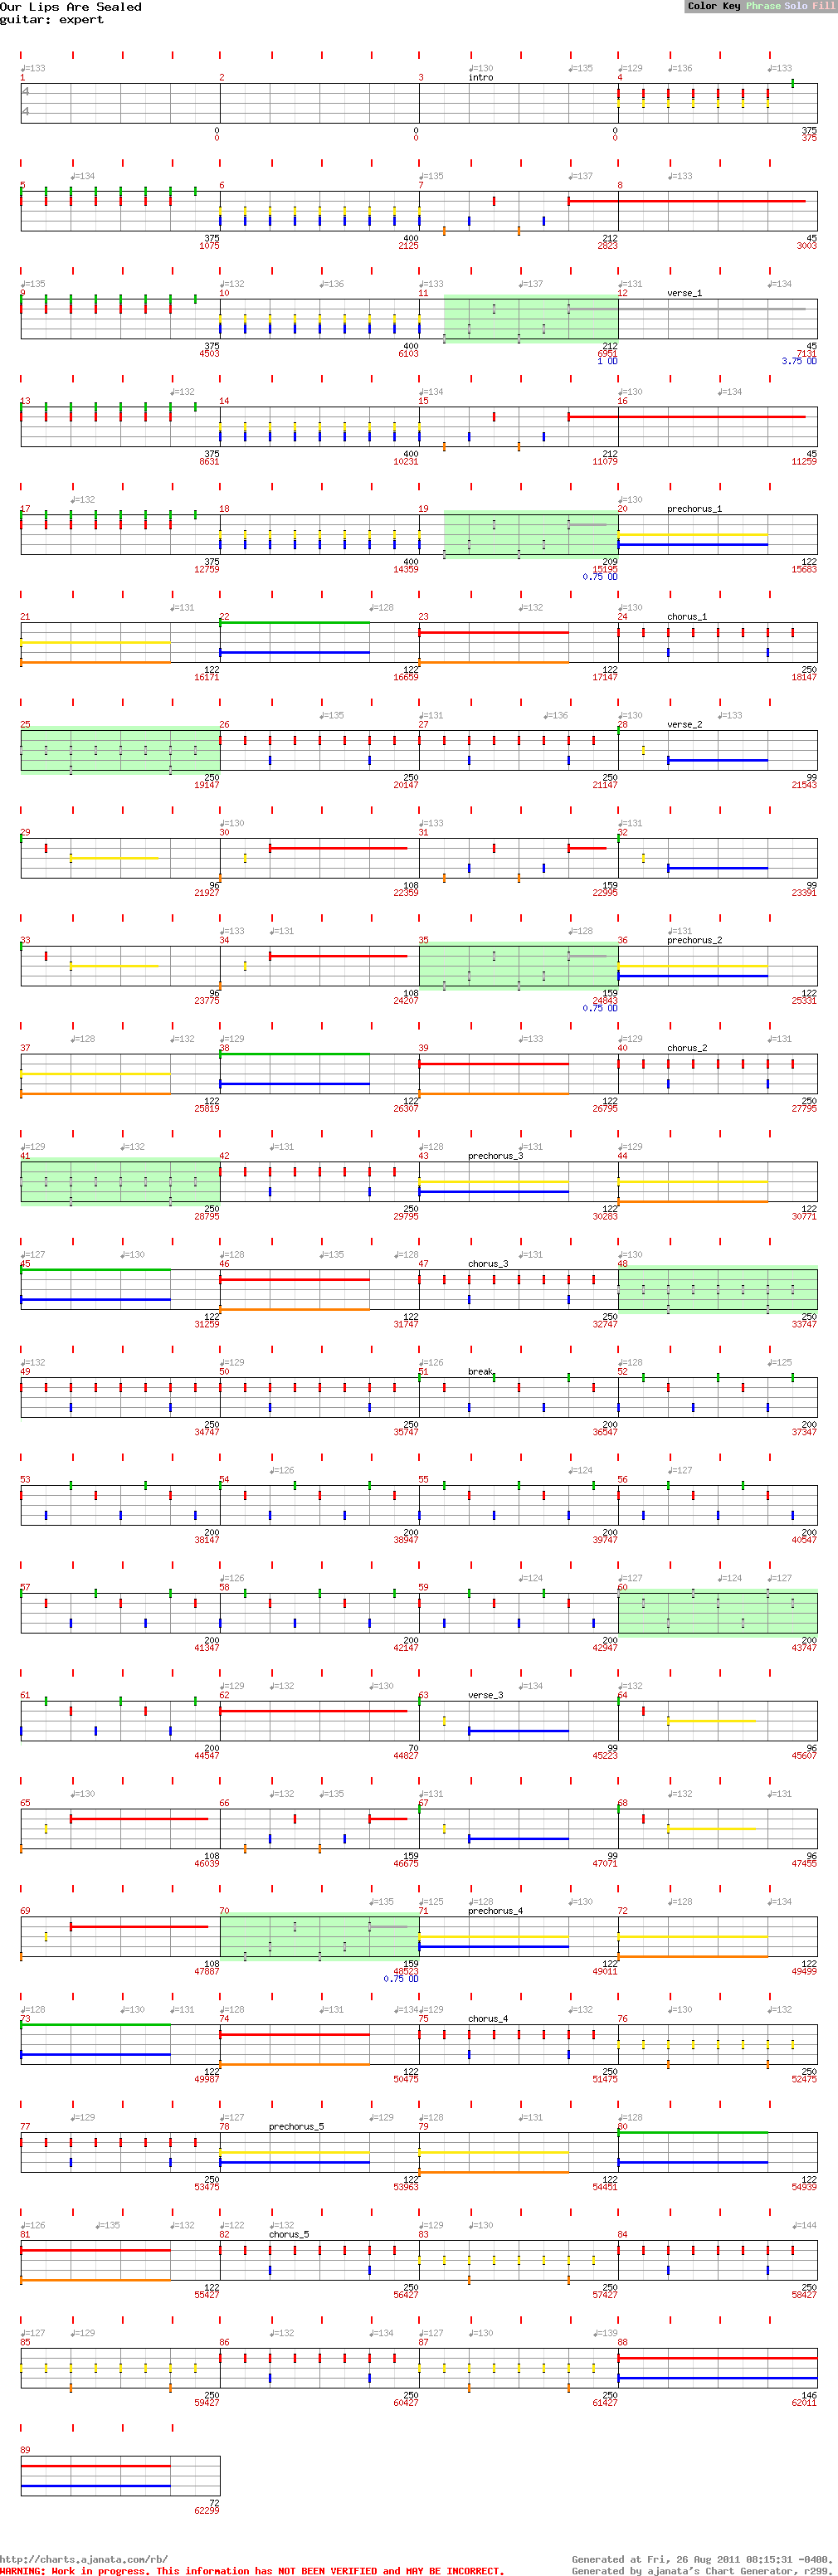 Our Lips Are Sealed
guitar: expert
Color Key Phrase Solo Fill
♩=133 ♩=130 ♩=135 ♩=129 ♩=136 ♩=133
1 2 3 intro 4
4
4
0 0 0 375
0 0 0 375
♩=134 ♩=135 ♩=137 ♩=133
5 6 7 8
375 400 212 45
1075 2125 2823 3003
♩=135 ♩=132 ♩=136 ♩=133 ♩=137 ♩=131 ♩=134
9 10 11 12 verse_1
375 400 212 45
4503 6103 6951 7131
1 OD 3.75 OD
♩=132 ♩=134 ♩=130 ♩=134
13 14 15 16
375 400 212 45
8631 10231 11079 11259
♩=132 ♩=130
17 18 19 20 prechorus_1
375 400 209 122
12759 14359 15195 15683
0.75 OD
♩=131 ♩=128 ♩=132 ♩=130
21 22 23 24 chorus_1
122 122 122 250
16171 16659 17147 18147
♩=135 ♩=131 ♩=136 ♩=130 ♩=133
25 26 27 28 verse_2
250 250 250 99
19147 20147 21147 21543
♩=130 ♩=133 ♩=131
29 30 31 32
96 108 159 99
21927 22359 22995 23391
♩=133 ♩=131 ♩=128 ♩=131
33 34 35 36 prechorus_2
96 108 159 122
23775 24207 24843 25331
0.75 OD
♩=128 ♩=132 ♩=129 ♩=133 ♩=129 ♩=131
37 38 39 40 chorus_2
122 122 122 250
25819 26307 26795 27795
♩=129 ♩=132 ♩=131 ♩=128 ♩=131 ♩=129
41 42 43 prechorus_3 44
250 250 122 122
28795 29795 30283 30771
♩=127 ♩=130 ♩=128 ♩=135 ♩=128 ♩=131 ♩=130
45 46 47 chorus_3 48
122 122 250 250
31259 31747 32747 33747
♩=132 ♩=129 ♩=126 ♩=128 ♩=125
49 50 51 break 52
250 250 200 200
34747 35747 36547 37347
♩=126 ♩=124 ♩=127
53 54 55 56
200 200 200 200
38147 38947 39747 40547
♩=126 ♩=124 ♩=127 ♩=124 ♩=127
57 58 59 60
200 200 200 200
41347 42147 42947 43747
♩=129 ♩=132 ♩=130 ♩=134 ♩=132
61 62 63 verse_3 64
200 70 99 96
44547 44827 45223 45607
♩=130 ♩=132 ♩=135 ♩=131 ♩=132 ♩=131
65 66 67 68
108 159 99 96
46039 46675 47071 47455
♩=135 ♩=125 ♩=128 ♩=130 ♩=128 ♩=134
69 70 71 prechorus_4 72
108 159 122 122
47887 48523 49011 49499
0.75 OD
♩=128 ♩=130 ♩=131 ♩=128 ♩=131 ♩=134 ♩=129 ♩=132 ♩=130 ♩=132
73 74 75 chorus_4 76
122 122 250 250
49987 50475 51475 52475
♩=129 ♩=127 ♩=129 ♩=128 ♩=131 ♩=128
77 78 prechorus_5 79 80
250 122 122 122
53475 53963 54451 54939
♩=126 ♩=135 ♩=132 ♩=122 ♩=132 ♩=129 ♩=130 ♩=144
81 82 chorus_5 83 84
122 250 250 250
55427 56427 57427 58427
♩=127 ♩=129 ♩=132 ♩=134 ♩=127 ♩=130 ♩=139
85 86 87 88
250 250 250 146
59427 60427 61427 62011
89
72
62299
http://charts.ajanata.com/rb/
Generated at Fri, 26 Aug 2011 08:15:31 -0400.
WARNING: Work in progress. This information has NOT BEEN VERIFIED and MAY BE INCORRECT.
Generated by ajanata's Chart Generator, r299.